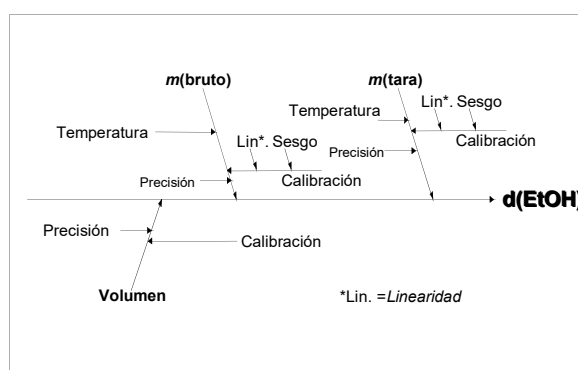 m(bruto) m(tara)
Temperatura
Lin*. Sesgo
Temperatura
Precisión
Calibración
Lin*. Sesgo
Precisión
Calibración
d(EtOH)
Precisión
Calibración
Volumen
*Lin. =Linearidad